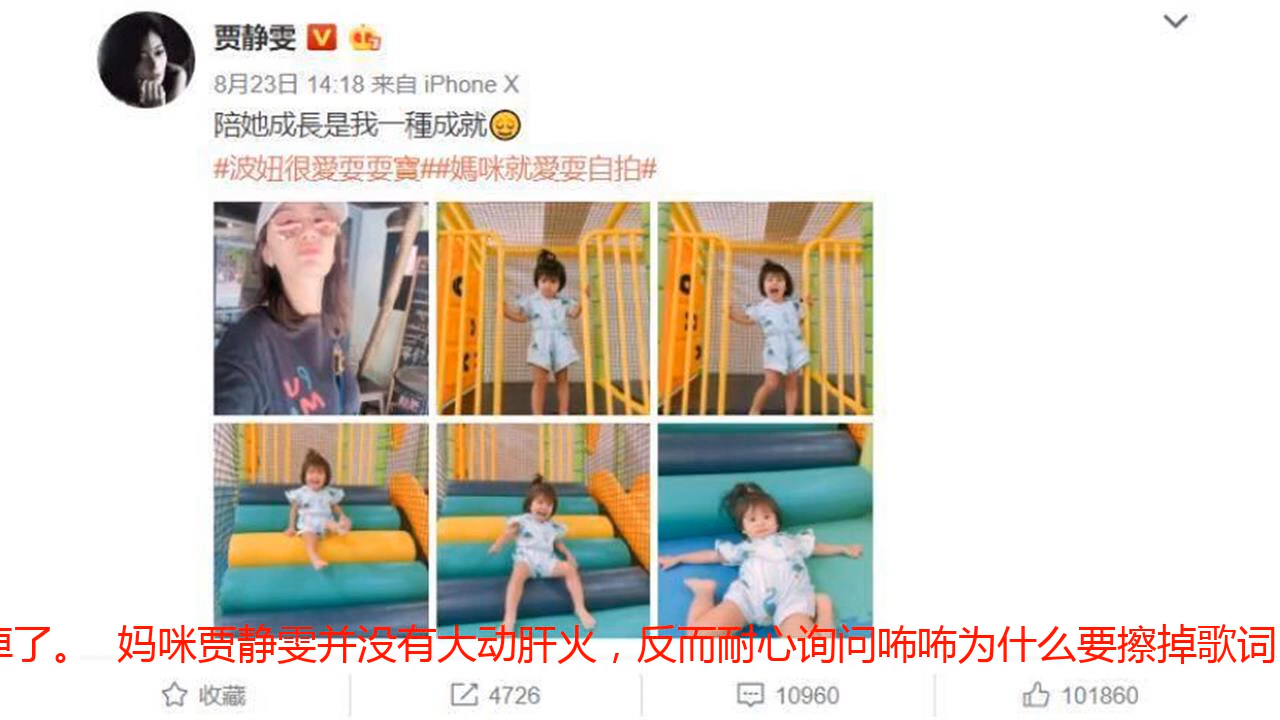 贾静雯
8月23日 14:18 来自 iPhone X
陪她成長是我一種成就
#波妞很愛耍耍寶##媽咪就愛耍自拍#
了。 妈咪贾静雯并没有大动肝火，反而耐心询问咘咘为什么要擦掉歌词
收藏 4726 10960 101860